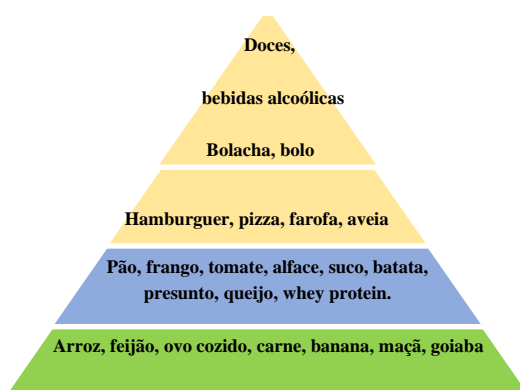 Doces,
bebidas alcoólicas
Bolacha, bolo
Hamburguer, pizza, farofa, aveia
Pão, frango, tomate, alface, suco, batata,
presunto, queijo, whey protein.
Arroz, feijão, ovo cozido, carne, banana, maçã, goiaba